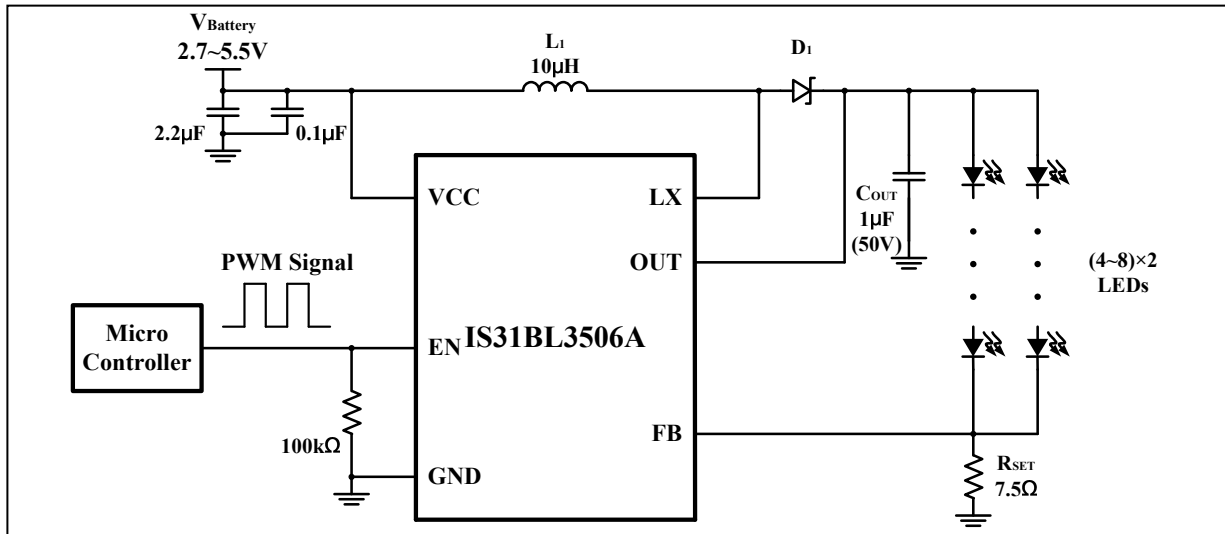 VBattery
2.7~5.5V
L1
10μH
D1
2.2μF
0.1μF
VCC
LX
COUT
1μF
(50V)
PWM Signal
OUT
(4~8)×2
LEDs
Micro
Controller
EN
IS31BL3506A
100kΩ
FB
GND
RSET
7.5Ω